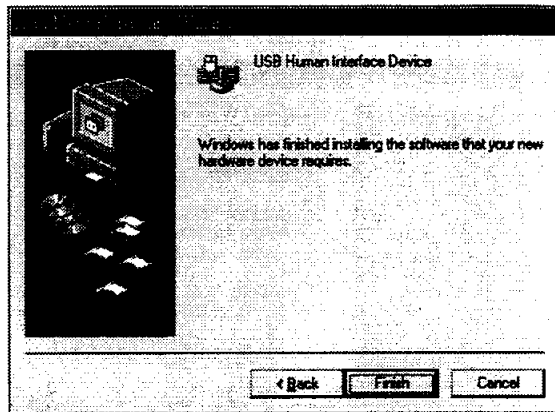 USB Human Interface Device
Windows has finished installing the software that your new
hardware device requires.
< Back
Finish
Cancel